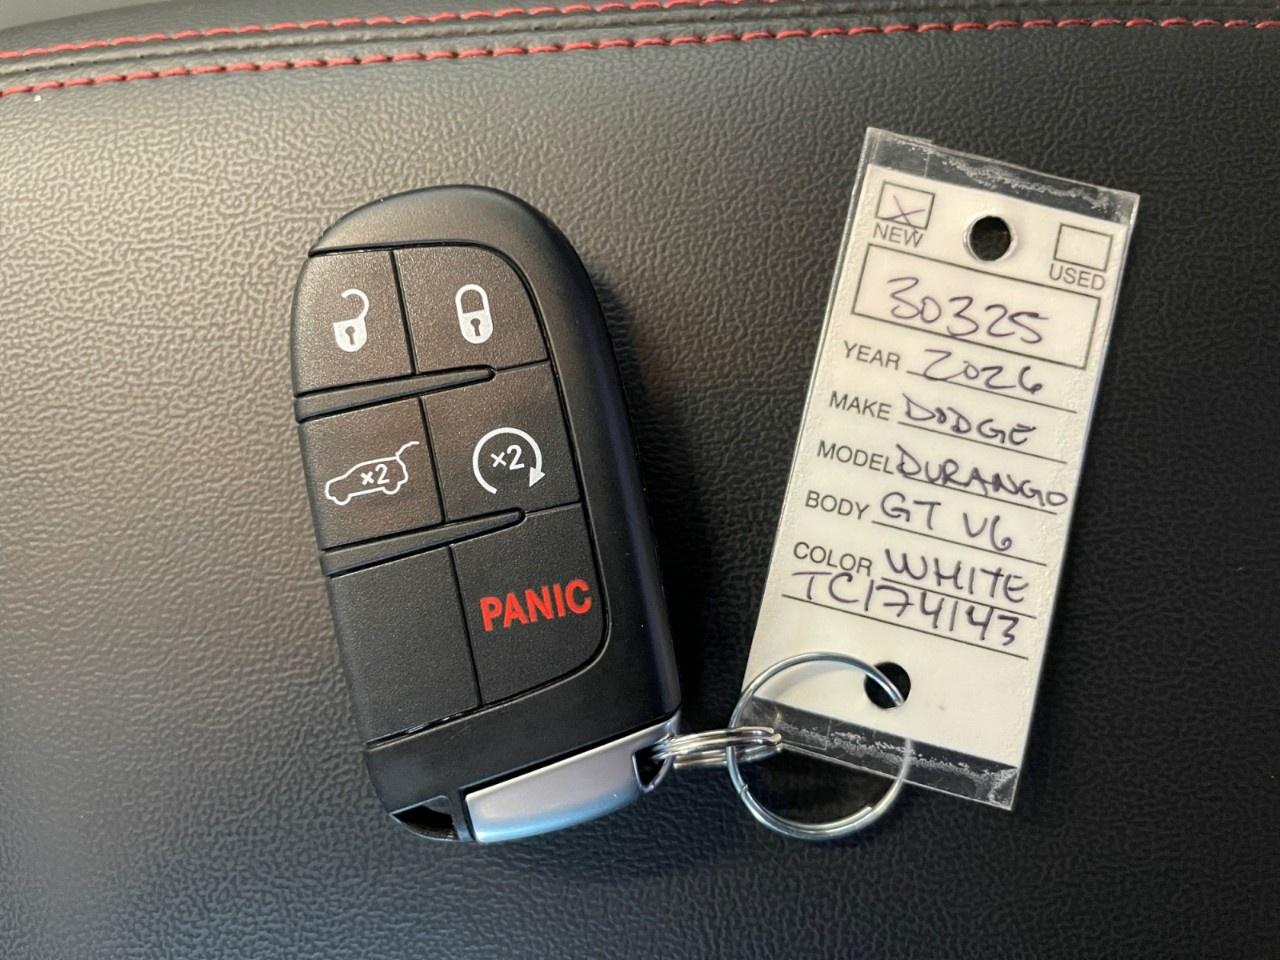 ×2
×2
PANIC
X
NEW
USED
30325
YEAR 2026
MAKE DODGE
MODEL DURANGO
BODY GT V6
COLOR WHITE
TC174143